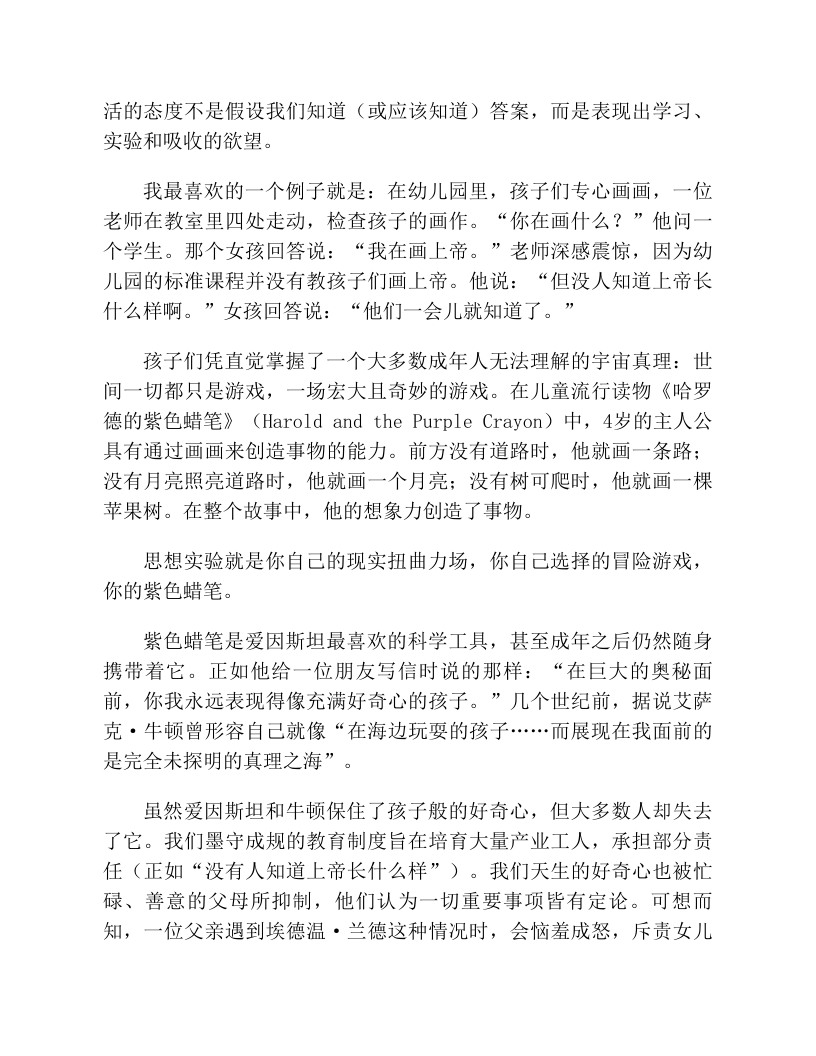 活的态度不是假设我们知道（或应该知道）答案，而是表现出学习、
实验和吸收的欲望。
我最喜欢的一个例子就是：在幼儿园里，孩子们专心画画，一位
老师在教室里四处走动，检查孩子的画作。“你在画什么？”他问一
个学生。那个女孩回答说：“我在画上帝。”老师深感震惊，因为幼
儿园的标准课程并没有教孩子们画上帝。他说：“但没人知道上帝长
什么样啊。”女孩回答说：“他们一会儿就知道了。”
孩子们凭直觉掌握了一个大多数成年人无法理解的宇宙真理：世
间一切都只是游戏，一场宏大且奇妙的游戏。在儿童流行读物《哈罗
德的紫色蜡笔》（Harold and the Purple Crayon）中，4岁的主人公
具有通过画画来创造事物的能力。前方没有道路时，他就画一条路；
没有月亮照亮道路时，他就画一个月亮；没有树可爬时，他就画一棵
苹果树。在整个故事中，他的想象力创造了事物。
思想实验就是你自己的现实扭曲力场，你自己选择的冒险游戏，
你的紫色蜡笔。
紫色蜡笔是爱因斯坦最喜欢的科学工具，甚至成年之后仍然随身
携带着它。正如他给一位朋友写信时说的那样：“在巨大的奥秘面
前，你我永远表现得像充满好奇心的孩子。”几个世纪前，据说艾萨
克·牛顿曾形容自己就像“在海边玩耍的孩子……而展现在我面前的
是完全未探明的真理之海”。
虽然爱因斯坦和牛顿保住了孩子般的好奇心，但大多数人却失去
了它。我们墨守成规的教育制度旨在培育大量产业工人，承担部分责
任（正如“没有人知道上帝长什么样”）。我们天生的好奇心也被忙
碌、善意的父母所抑制，他们认为一切重要事项皆有定论。可想而
知，一位父亲遇到埃德温·兰德这种情况时，会恼羞成怒，斥责女儿